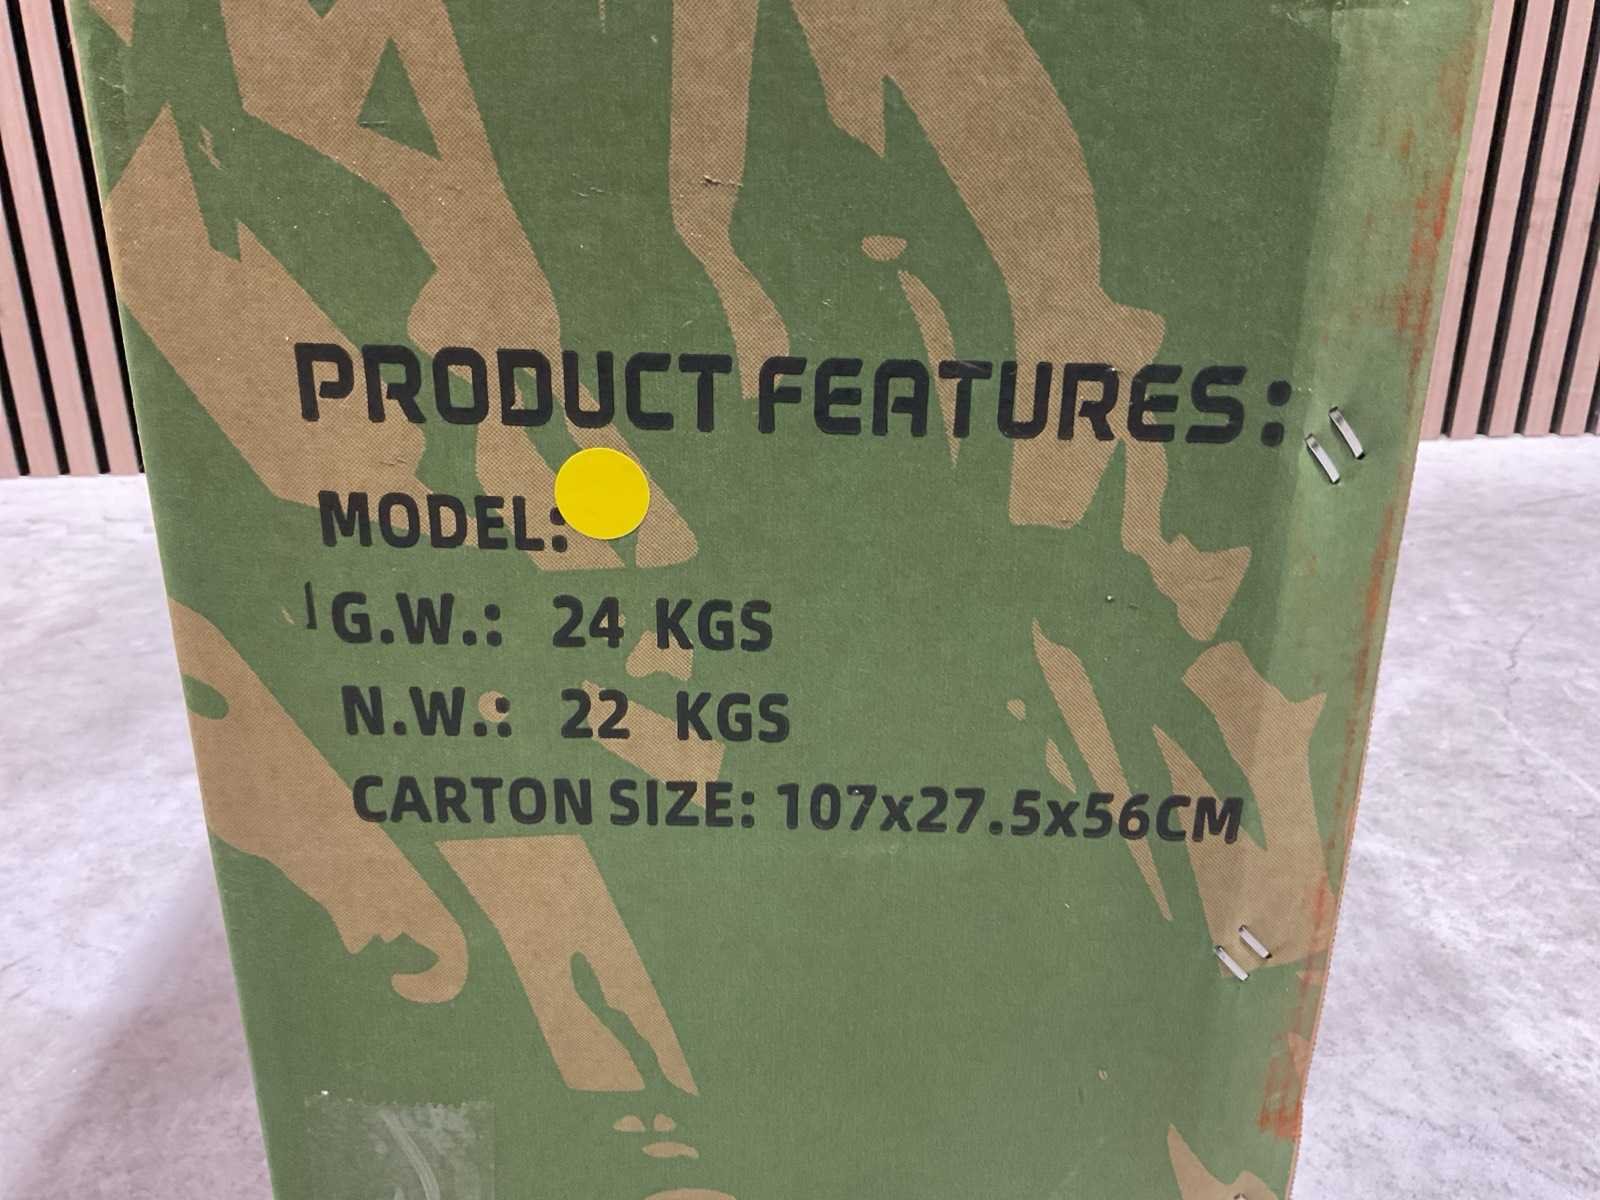 PRODUCT FEATURES:
MODEL:
G.W.: 24 KGS
N.W.: 22 KGS
CARTON SIZE: 107x27.5x56CM